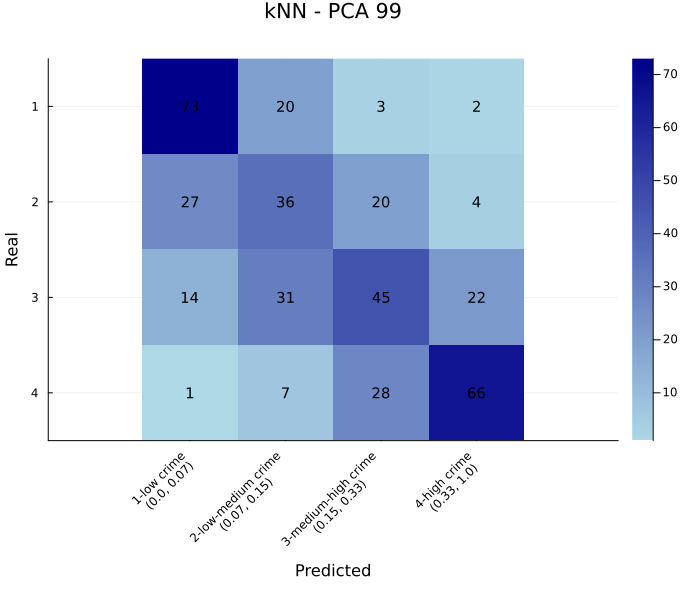 kNN - PCA 99
1 73 20 3 2
2 27 36 20 4
3 14 31 45 22
4 1 7 28 66
Real
1-low crime
(0.0, 0.07)
2-low-medium crime
(0.07, 0.15)
3-medium-high crime
(0.15, 0.33)
4-high crime
(0.33, 1.0)
Predicted
70
60
50
40
30
20
10